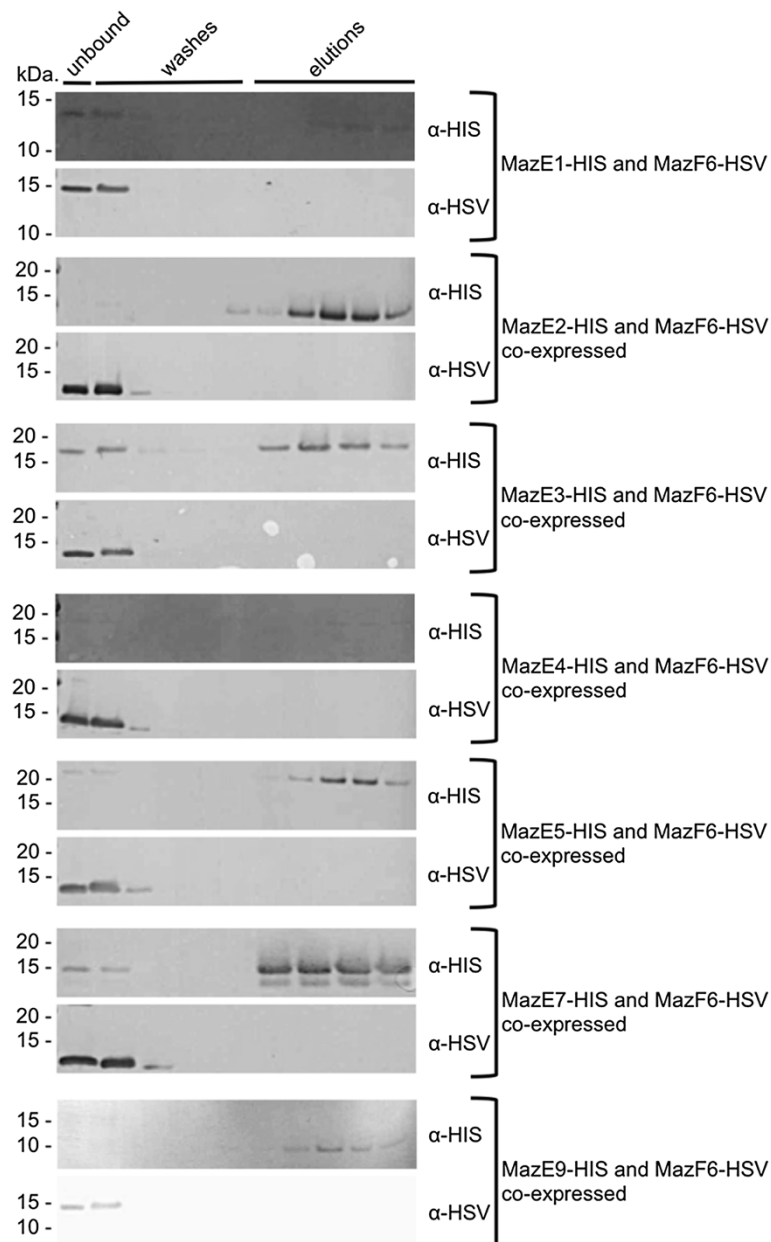 unbound
washes
elutions
kDa.
15 -
10 -
α-HIS
15 -
10 -
α-HSV
MazE1-HIS and MazF6-HSV
20 -
15 -
α-HIS
20 -
15 -
α-HSV
MazE2-HIS and MazF6-HSV
co-expressed
20 -
15 -
α-HIS
20 -
15 -
α-HSV
MazE3-HIS and MazF6-HSV
co-expressed
20 -
15 -
α-HIS
20 -
15 -
α-HSV
MazE4-HIS and MazF6-HSV
co-expressed
20 -
15 -
α-HIS
20 -
15 -
α-HSV
MazE5-HIS and MazF6-HSV
co-expressed
20 -
15 -
α-HIS
20 -
15 -
α-HSV
MazE7-HIS and MazF6-HSV
co-expressed
15 -
10 -
α-HIS
15 -
10 -
α-HSV
MazE9-HIS and MazF6-HSV
co-expressed